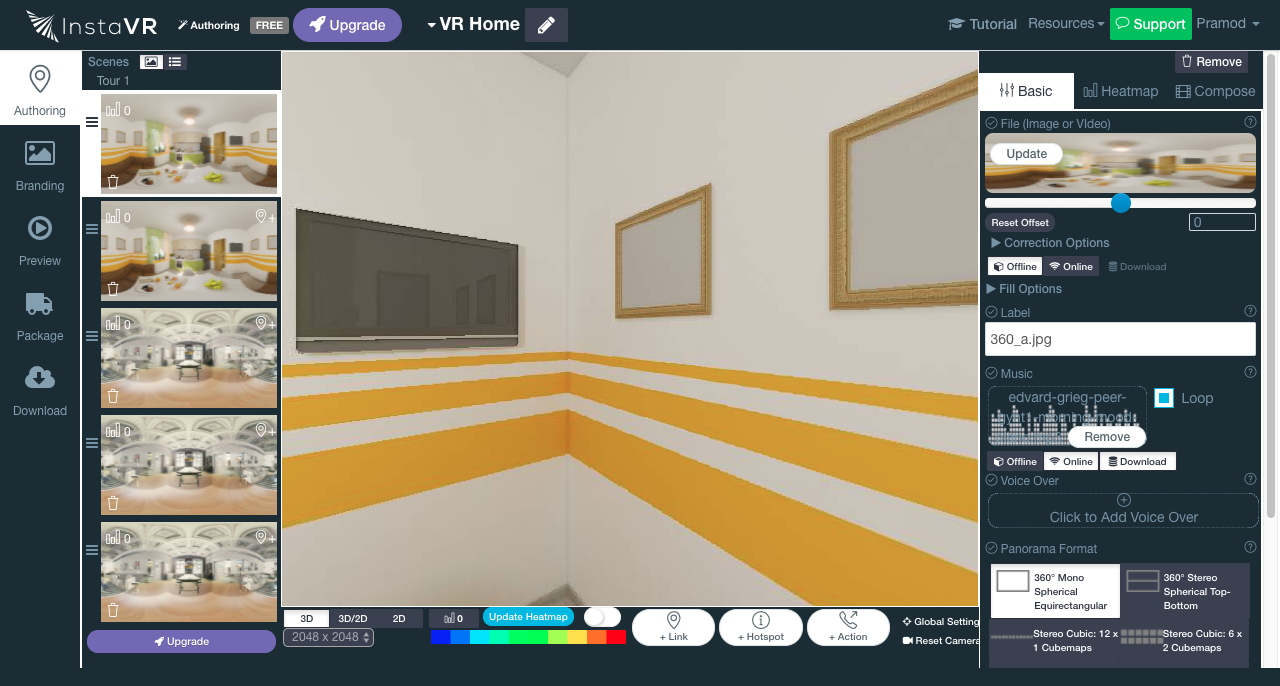 InstaVR
Authoring
FREE
Upgrade
VR Home
Tutorial
Resources
Support
Pramod
Authoring
Branding
Preview
Package
Download
Scenes
Tour 1
0
0
0
0
0
Upgrade
3D
3D/2D
2D
0
Update Heatmap
2048 x 2048
+ Link
+ Hotspot
+ Action
Global Setting
Reset Camera
Remove
Basic
Heatmap
Compose
File (Image or VIdeo)
Update
Reset Offset
0
Correction Options
Offline
Online
Download
Fill Options
Label
360_a.jpg
Music
edvard-grieg-peer-
Loop
Remove
Offline
Online
Download
Voice Over
Click to Add Voice Over
Panorama Format
360° Mono
Spherical
Equirectangular
360° Stereo
Spherical Top-
Bottom
Stereo Cubic: 12 x
1 Cubemaps
Stereo Cubic: 6 x
2 Cubemaps